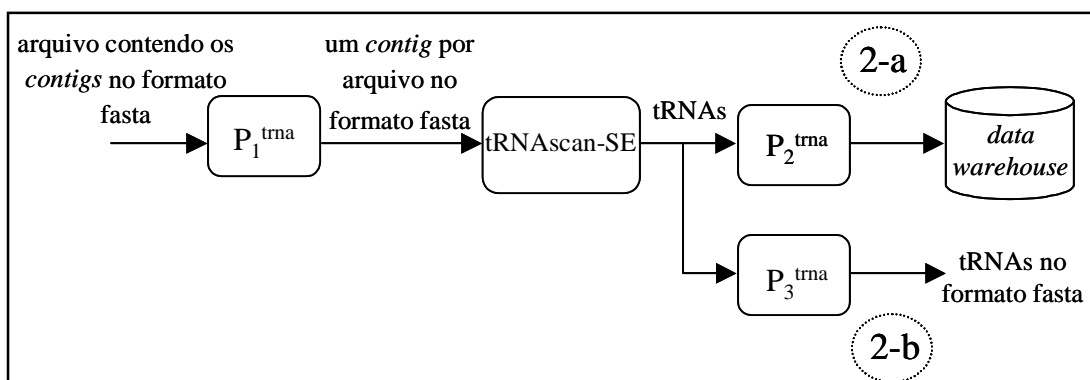 arquivo contendo os
contigs no formato
fasta
P₁ᵗʳⁿᵃ
um contig por
arquivo no
formato fasta
tRNAscan-SE
tRNAs
2-a
P₂ᵗʳⁿᵃ
data
warehouse
P₃ᵗʳⁿᵃ
tRNAs no
formato fasta
2-b